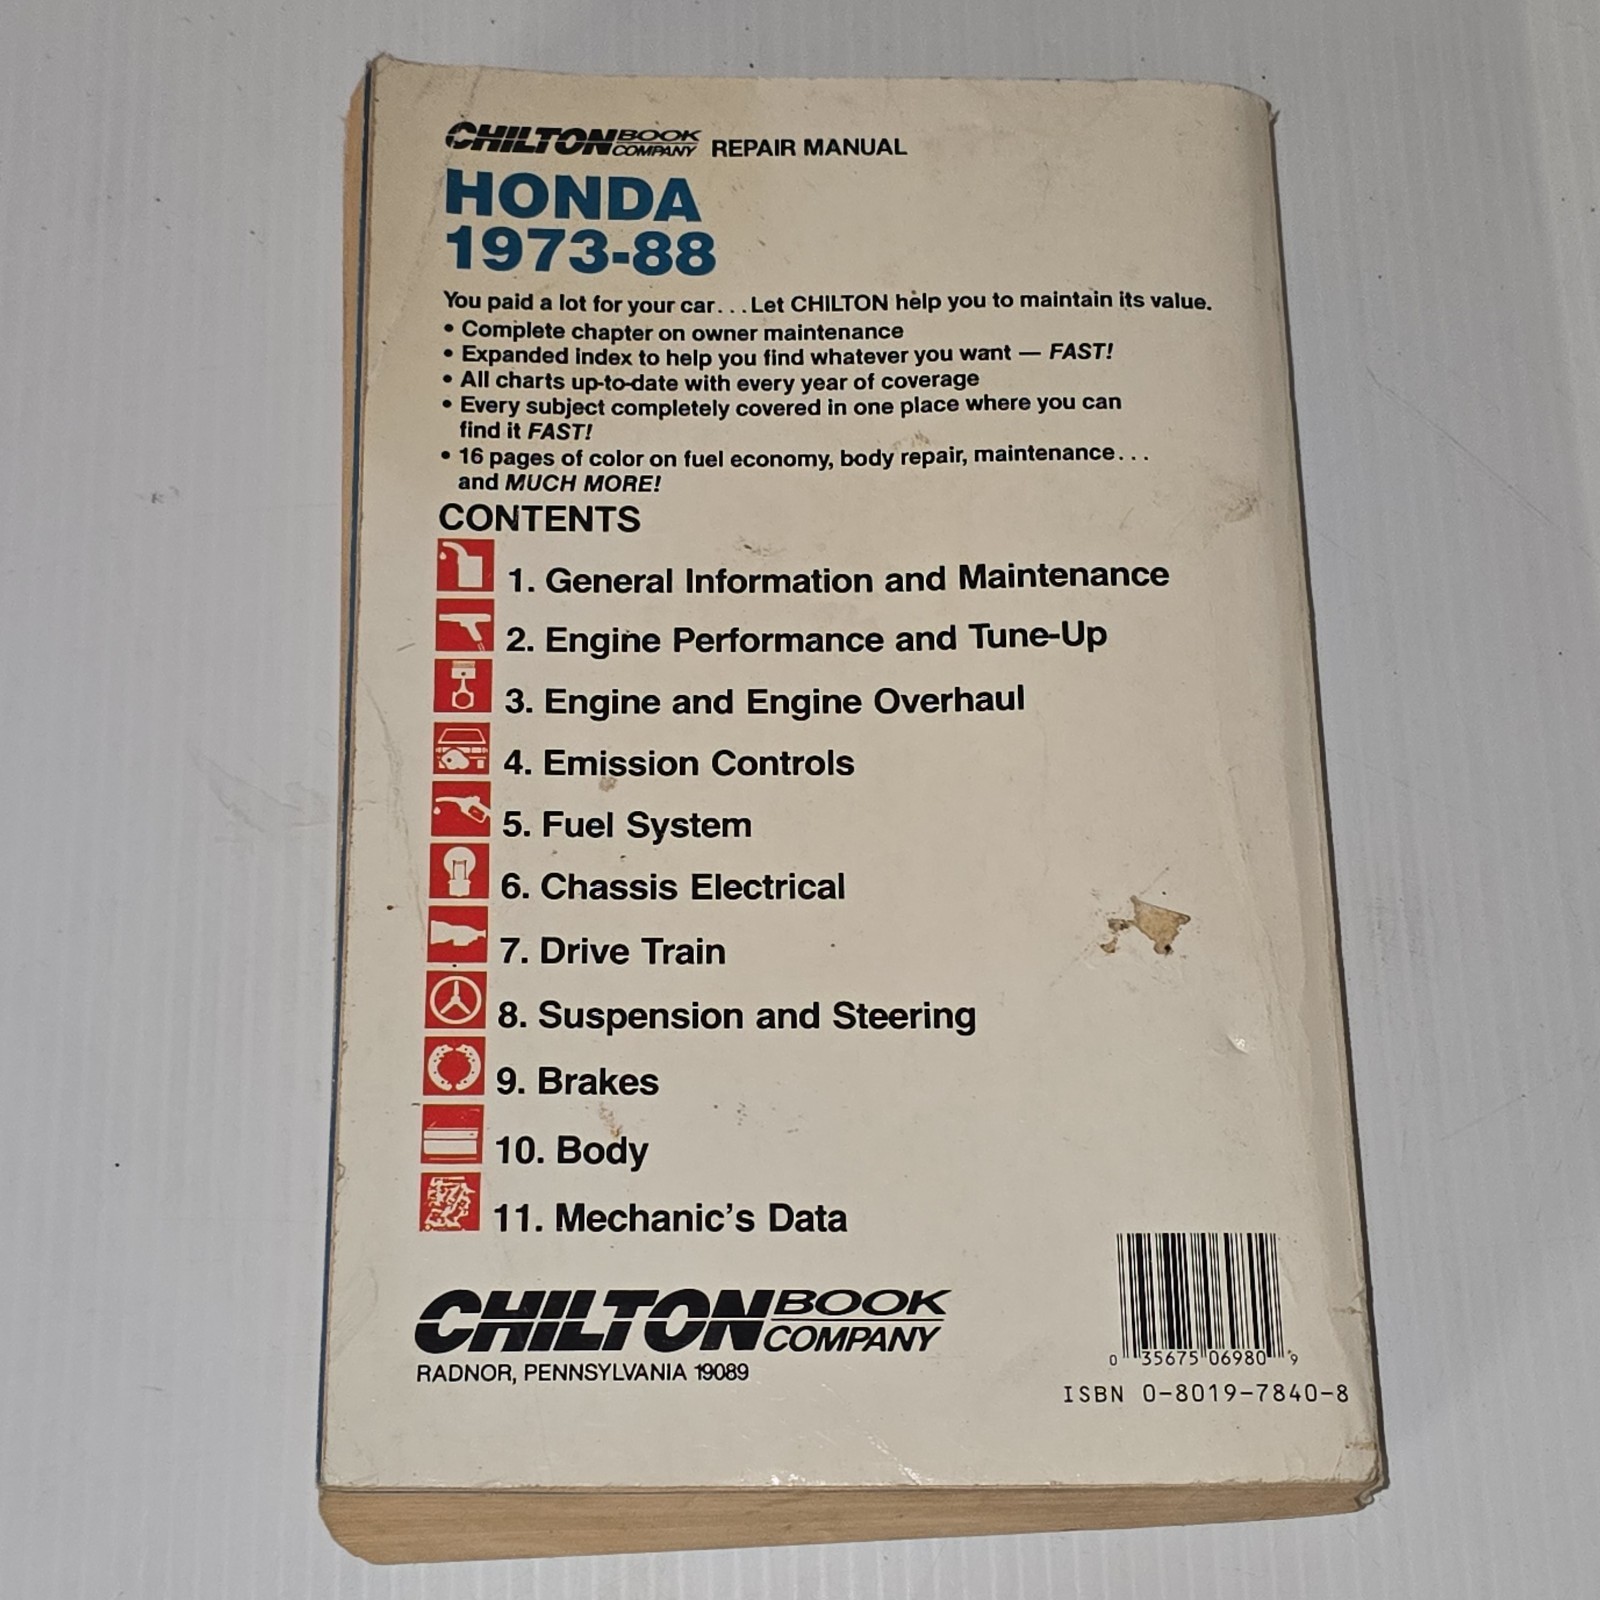 CHILTON BOOK COMPANY REPAIR MANUAL
HONDA
1973-88
You paid a lot for your car...Let CHILTON help you to maintain its value.
• Complete chapter on owner maintenance
• Expanded index to help you find whatever you want — FAST!
• All charts up-to-date with every year of coverage
• Every subject completely covered in one place where you can
find it FAST!
• 16 pages of color on fuel economy, body repair, maintenance...
and MUCH MORE!
CONTENTS
1. General Information and Maintenance
2. Engine Performance and Tune-Up
3. Engine and Engine Overhaul
4. Emission Controls
5. Fuel System
6. Chassis Electrical
7. Drive Train
8. Suspension and Steering
9. Brakes
10. Body
11. Mechanic's Data
CHILTON BOOK COMPANY
RADNOR, PENNSYLVANIA 19089
0 35675 06980 9
ISBN 0-8019-7840-8